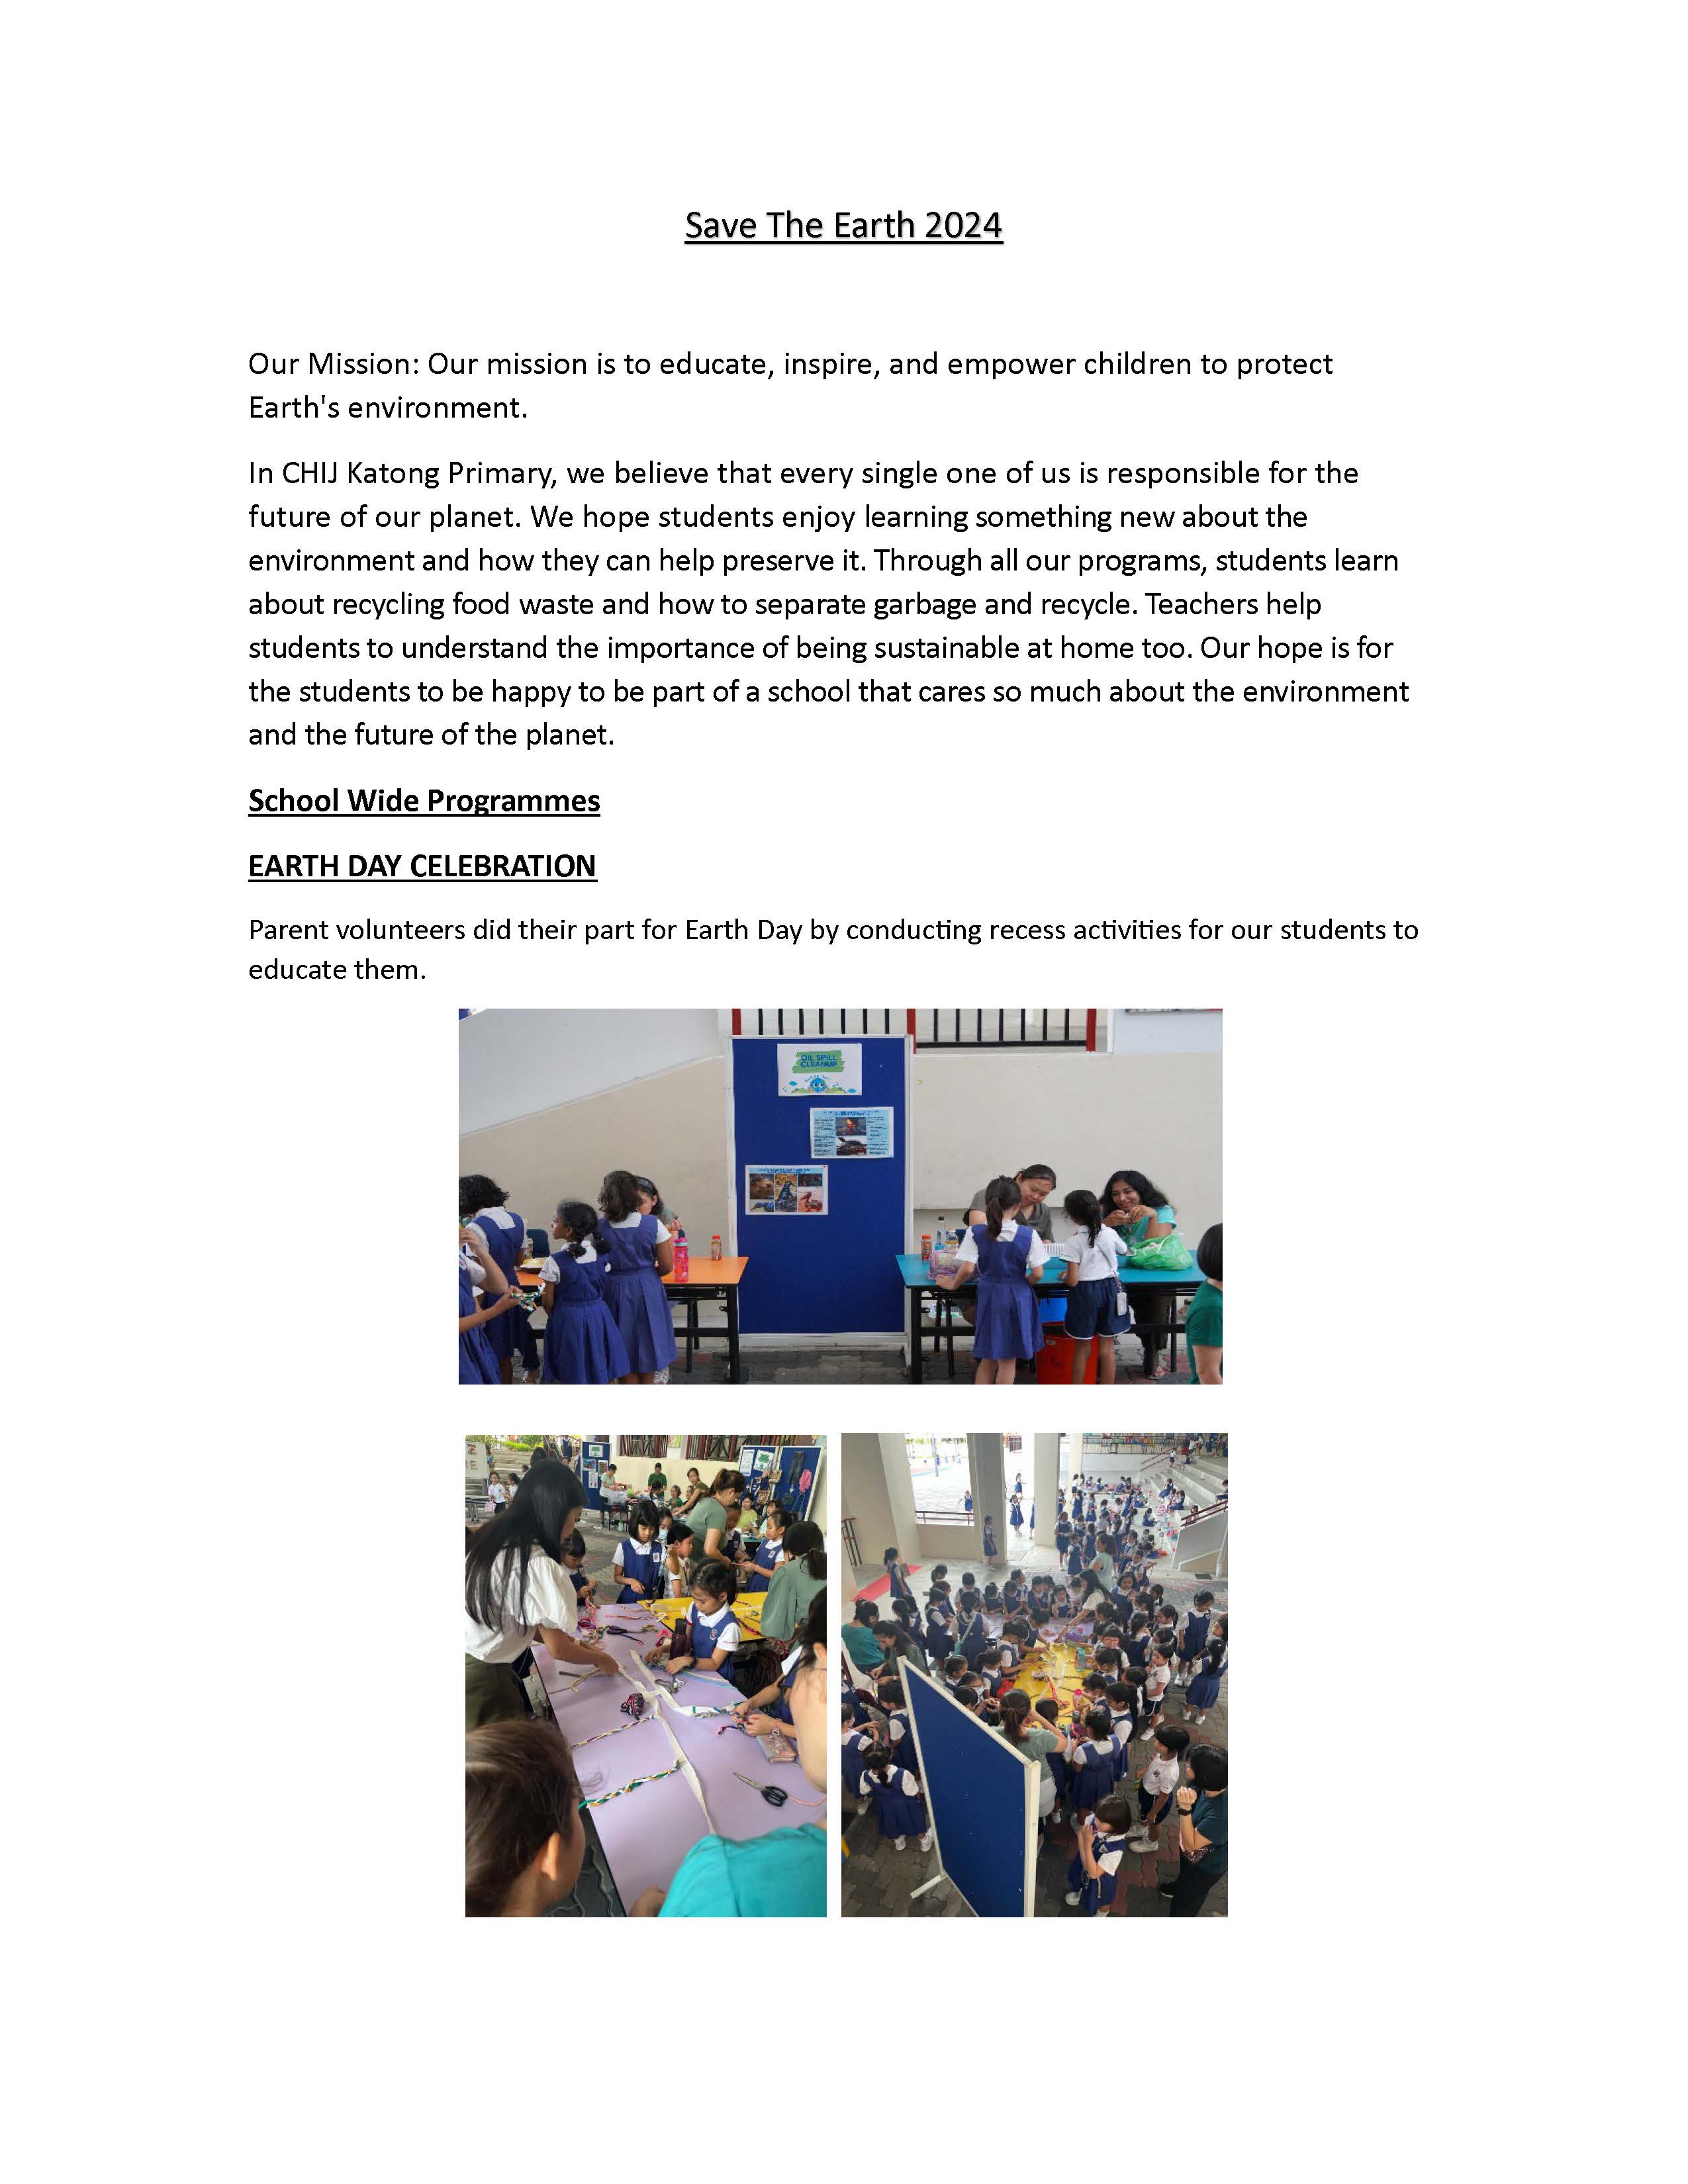 Save The Earth 2024
Our Mission: Our mission is to educate, inspire, and empower children to protect
Earth's environment.
In CHIJ Katong Primary, we believe that every single one of us is responsible for the
future of our planet. We hope students enjoy learning something new about the
environment and how they can help preserve it. Through all our programs, students learn
about recycling food waste and how to separate garbage and recycle. Teachers help
students to understand the importance of being sustainable at home too. Our hope is for
the students to be happy to be part of a school that cares so much about the environment
and the future of the planet.
School Wide Programmes
EARTH DAY CELEBRATION
Parent volunteers did their part for Earth Day by conducting recess activities for our students to
educate them.
OIL SPILL
CLEANUP